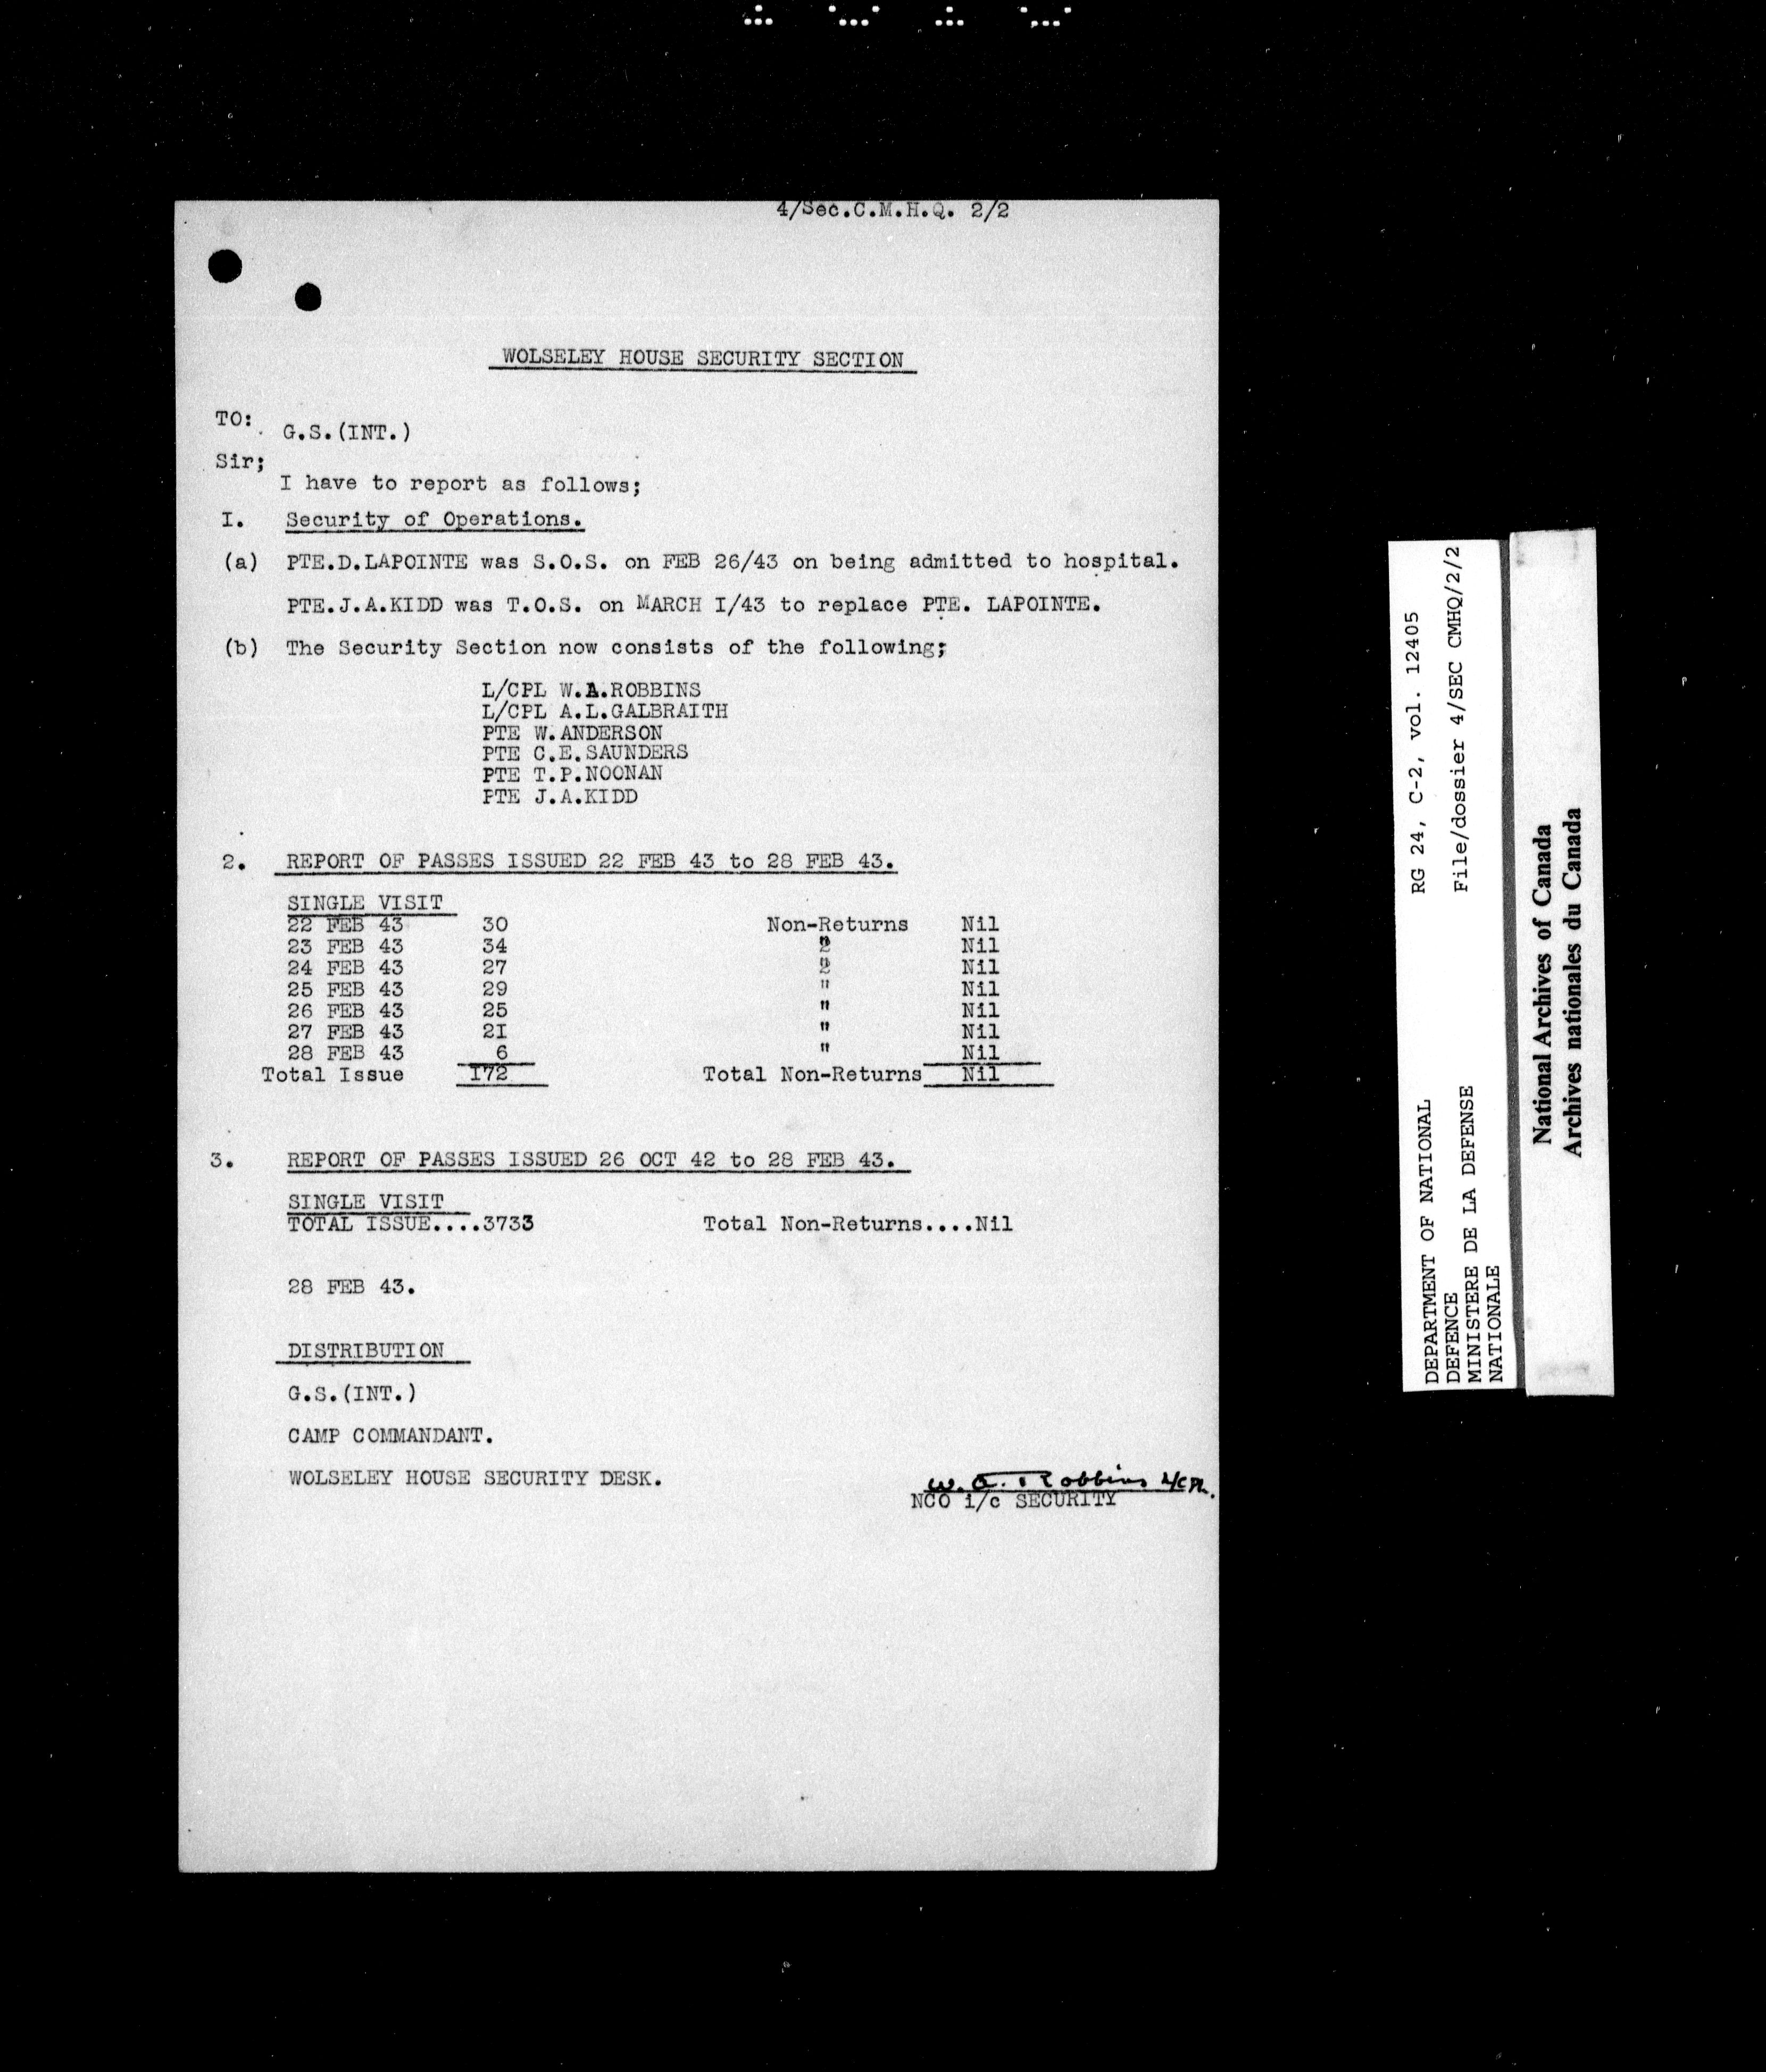 4/Sec.C.M.H.Q. 2/2
WOLSELEY HOUSE SECURITY SECTION
TO: G.S.(INT.)
Sir;
I have to report as follows;
I. Security of Operations.
(a) PTE.D.LAPOINTE was S.O.S. on FEB 26/43 on being admitted to hospital.
PTE.J.A.KIDD was T.O.S. on MARCH I/43 to replace PTE. LAPOINTE.
(b) The Security Section now consists of the following;
L/CPL W.A.ROBBINS
L/CPL A.L.GALBRAITH
PTE W.ANDERSON
PTE C.E.SAUNDERS
PTE T.P.NOONAN
PTE J.A.KIDD
2. REPORT OF PASSES ISSUED 22 FEB 43 to 28 FEB 43.
SINGLE VISIT
22 FEB 43 30 Non-Returns Nil
23 FEB 43 34 " Nil
24 FEB 43 27 " Nil
25 FEB 43 29 " Nil
26 FEB 43 25 " Nil
27 FEB 43 2I " Nil
28 FEB 43 6 " Nil
Total Issue I72 Total Non-Returns Nil
3. REPORT OF PASSES ISSUED 26 OCT 42 to 28 FEB 43.
SINGLE VISIT
TOTAL ISSUE....3733 Total Non-Returns....Nil
28 FEB 43.
DISTRIBUTION
G.S.(INT.)
CAMP COMMANDANT.
WOLSELEY HOUSE SECURITY DESK.
W. A. Robbins L/CPL.
NCO i/c SECURITY
DEPARTMENT OF NATIONAL RG 24, C-2, vol. 12405
DEFENCE File/dossier 4/SEC CMHQ/2/2
MINISTERE DE LA DEFENSE
NATIONALE
National Archives of Canada
Archives nationales du Canada